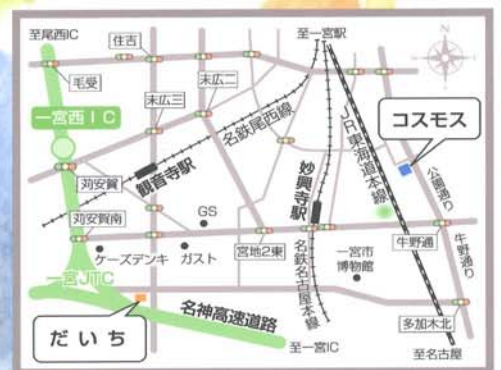 至尾西IC
住吉
至一宮駅
毛受
末広二
末広三
一宮西IC
名鉄尾西線
JR東海道本線
コスモス
観音寺駅
妙興寺駅
公園通り
苅安賀
苅安賀南
GS
ケーズデンキ
ガスト
宮地2東
名鉄名古屋本線
一宮市
博物館
牛野通
牛野通り
一宮JTC
だいち
名神高速道路
至一宮IC
多加木北
至名古屋